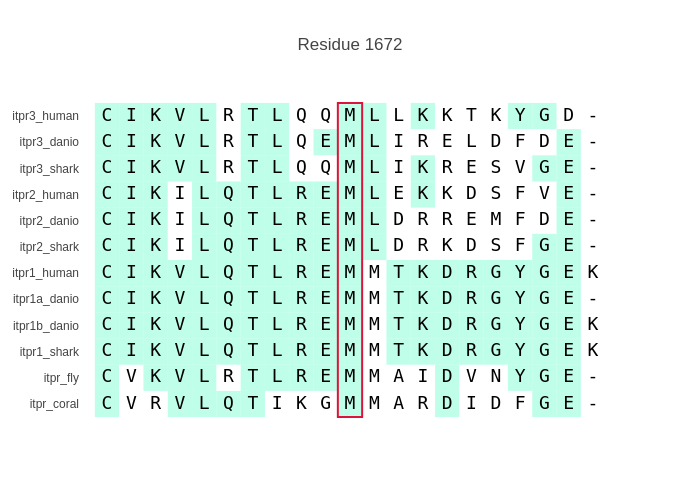 Residue 1672
itpr3_human C I K V L R T L Q Q M L L K K T K Y G D -
itpr3_danio C I K V L R T L Q E M L I R E L D F D E -
itpr3_shark C I K V L R T L Q Q M L I K R E S V G E -
itpr2_human C I K I L Q T L R E M L E K K D S F V E -
itpr2_danio C I K I L Q T L R E M L D R R E M F D E -
itpr2_shark C I K I L Q T L R E M L D R K D S F G E -
itpr1_human C I K V L Q T L R E M M T K D R G Y G E K
itpr1a_danio C I K V L Q T L R E M M T K D R G Y G E -
itpr1b_danio C I K V L Q T L R E M M T K D R G Y G E K
itpr1_shark C I K V L Q T L R E M M T K D R G Y G E K
itpr_fly C V K V L R T L R E M M A I D V N Y G E -
itpr_coral C V R V L Q T I K G M M A R D I D F G E -